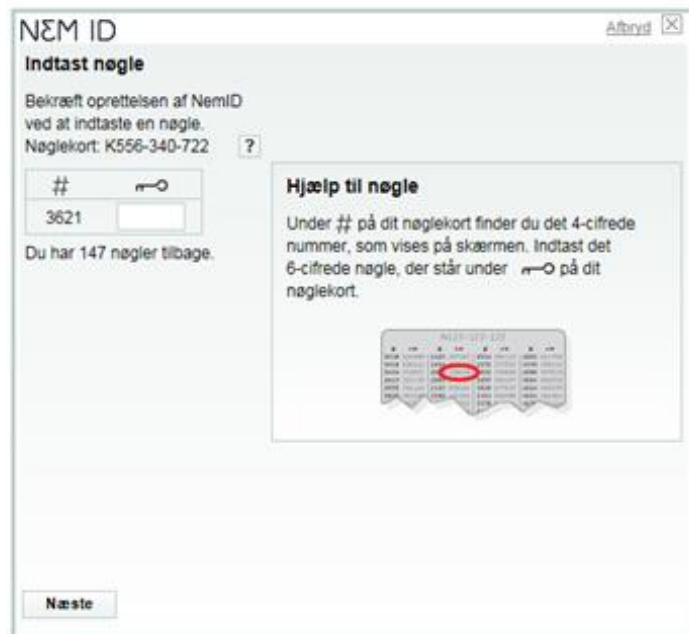 NEM ID
Afbryd
Indtast nøgle
Bekræft oprettelsen af NemID
ved at indtaste en nøgle.
Nøglekort: K556-340-722 ?
#
3621
Du har 147 nøgler tilbage.
Hjælp til nøgle
Under # på dit nøglekort finder du det 4-cifrede
nummer, som vises på skærmen. Indtast det
6-cifrede nøgle, der står under på dit
nøglekort.
Næste